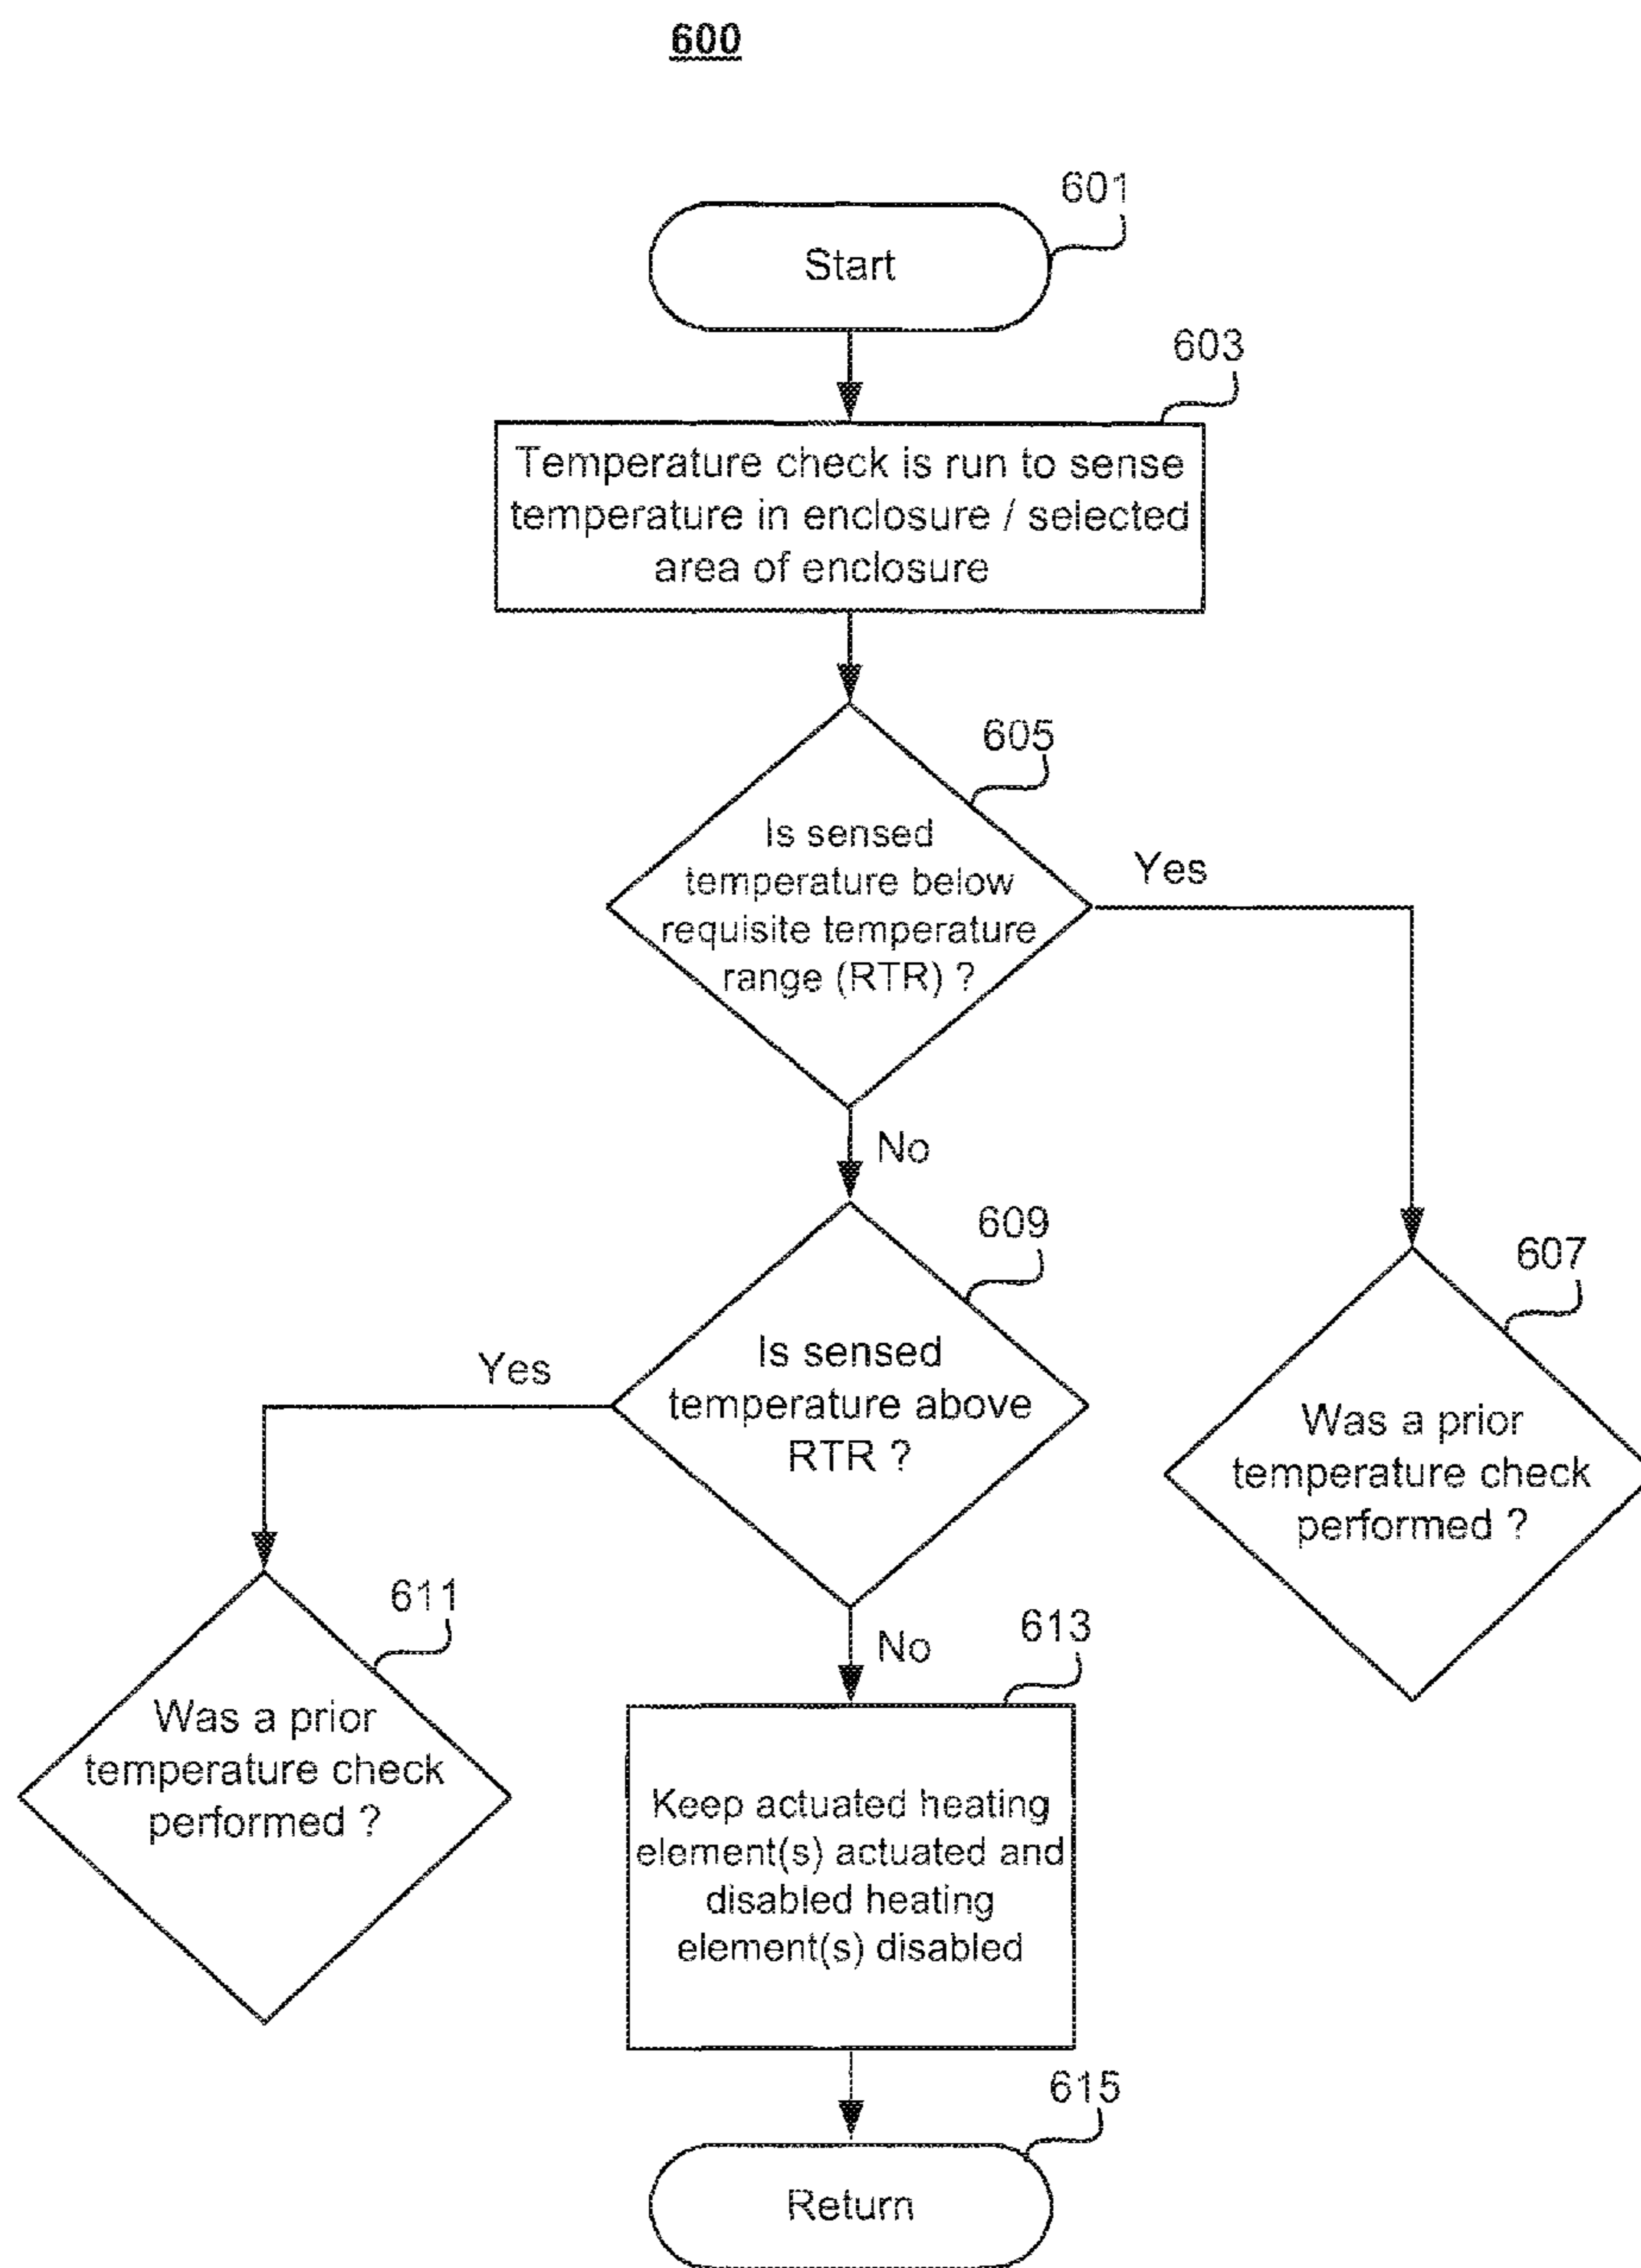 600
601
Start
603
Temperature check is run to sense
temperature in enclosure / selected
area of enclosure
605
Is sensed
temperature below
requisite temperature
range (RTR) ?
Yes
No
609
Is sensed
temperature above
RTR ?
Yes
607
Was a prior
temperature check
performed ?
611
Was a prior
temperature check
performed ?
No
613
Keep actuated heating
element(s) actuated and
disabled heating
element(s) disabled
615
Return